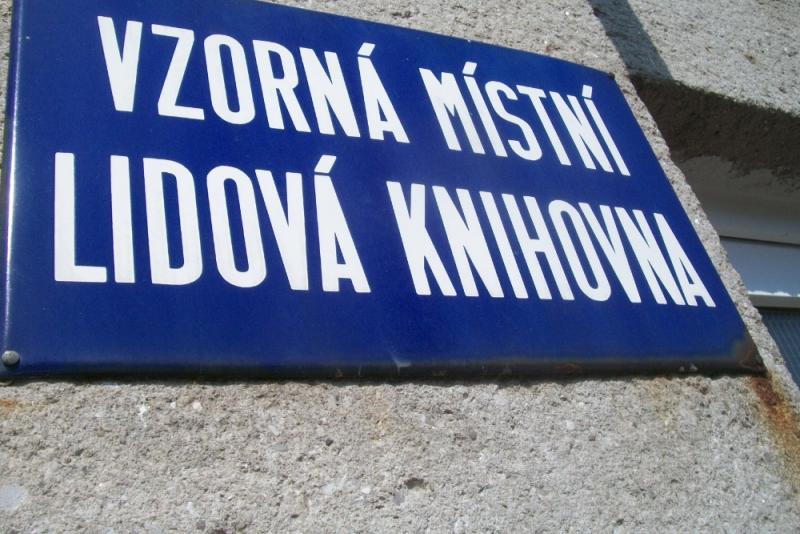 VZORNÁ MÍSTNÍ
LIDOVÁ KNIHOVNA